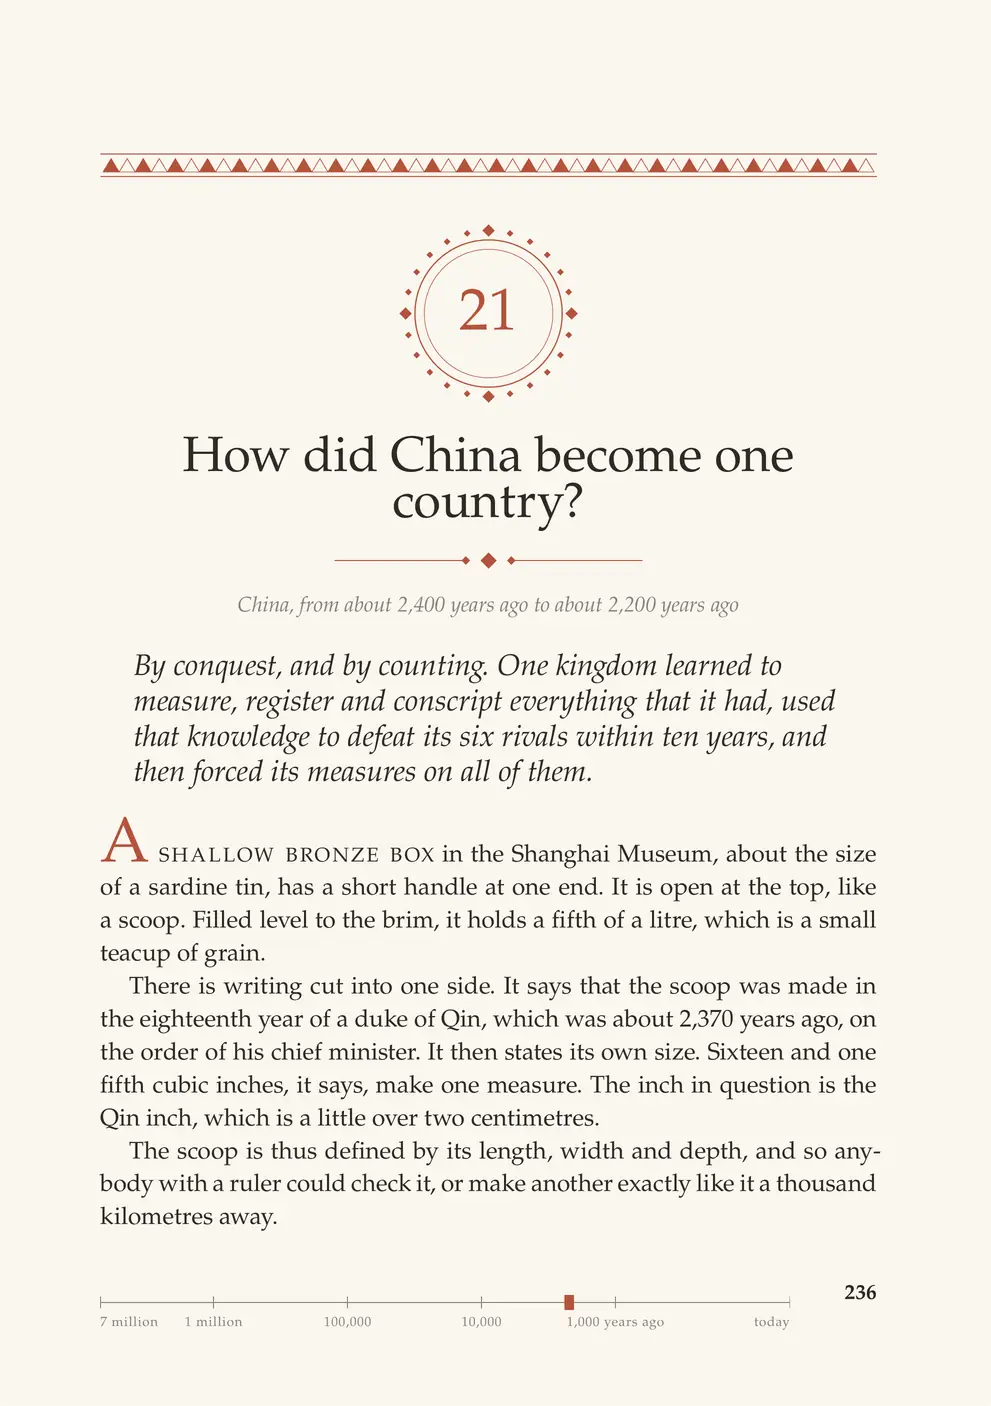 21
How did China become one
country?
China, from about 2,400 years ago to about 2,200 years ago
By conquest, and by counting. One kingdom learned to
measure, register and conscript everything that it had, used
that knowledge to defeat its six rivals within ten years, and
then forced its measures on all of them.
A SHALLOW BRONZE BOX in the Shanghai Museum, about the size
of a sardine tin, has a short handle at one end. It is open at the top, like
a scoop. Filled level to the brim, it holds a fifth of a litre, which is a small
teacup of grain.
There is writing cut into one side. It says that the scoop was made in
the eighteenth year of a duke of Qin, which was about 2,370 years ago, on
the order of his chief minister. It then states its own size. Sixteen and one
fifth cubic inches, it says, make one measure. The inch in question is the
Qin inch, which is a little over two centimetres.
The scoop is thus defined by its length, width and depth, and so any-
body with a ruler could check it, or make another exactly like it a thousand
kilometres away.
236
7 million 1 million 100,000 10,000 1,000 years ago today